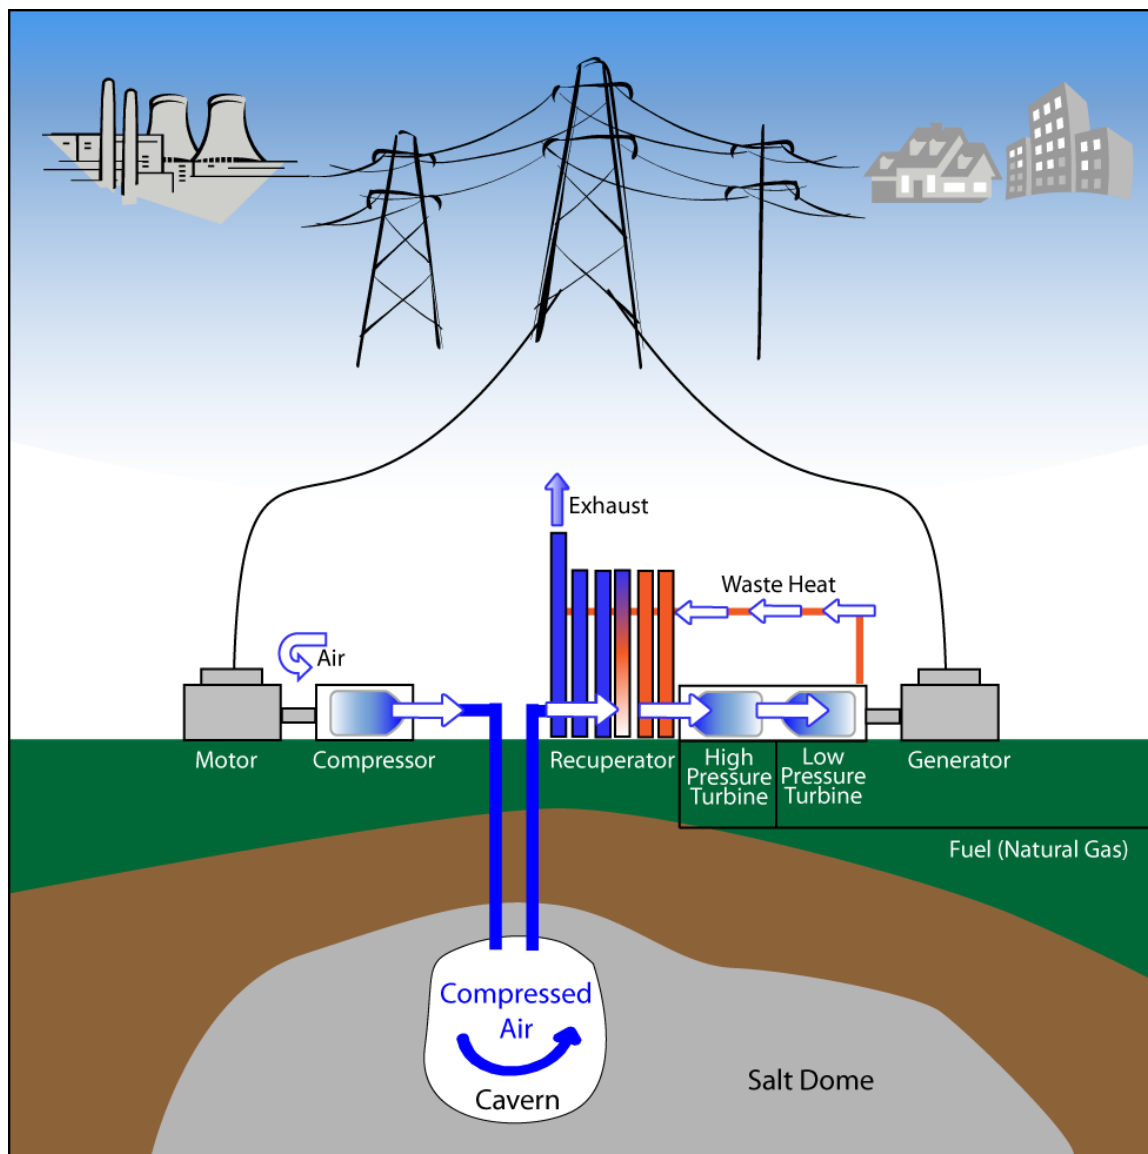 Exhaust
Waste Heat
Air
Motor
Compressor
Recuperator
High
Pressure
Turbine
Low
Pressure
Turbine
Generator
Fuel (Natural Gas)
Compressed
Air
Cavern
Salt Dome